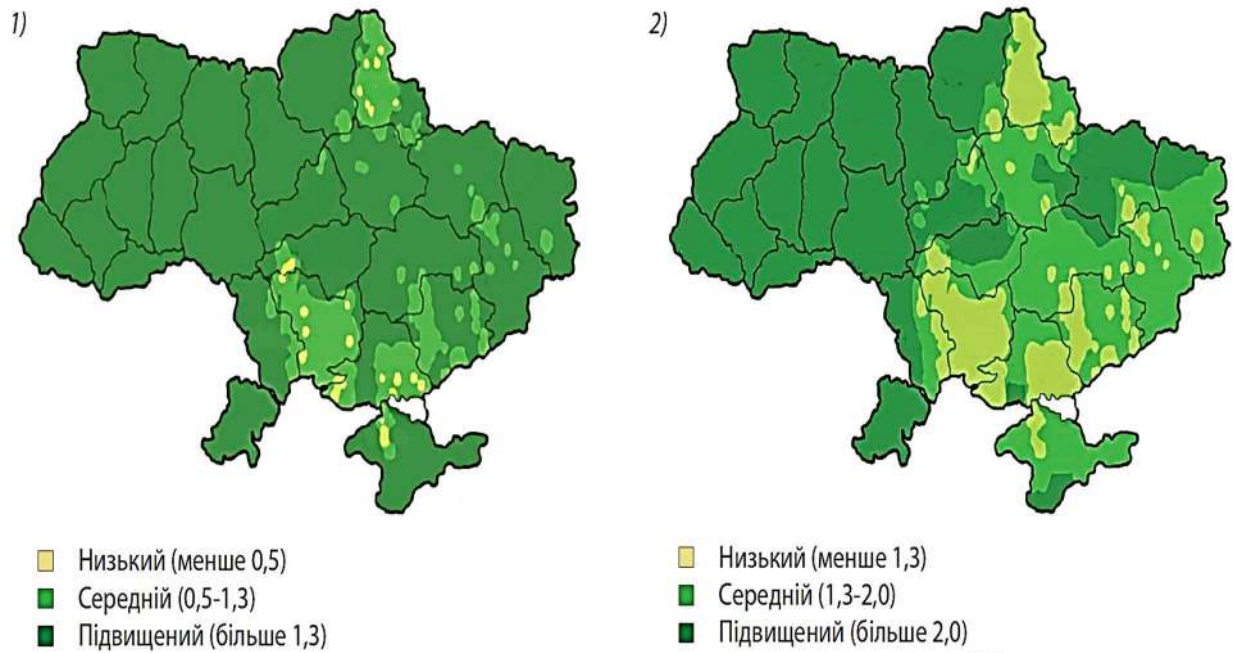 1)
2)
Низький (менше 0,5)
Середній (0,5-1,3)
Підвищений (більше 1,3)
Низький (менше 1,3)
Середній (1,3-2,0)
Підвищений (більше 2,0)